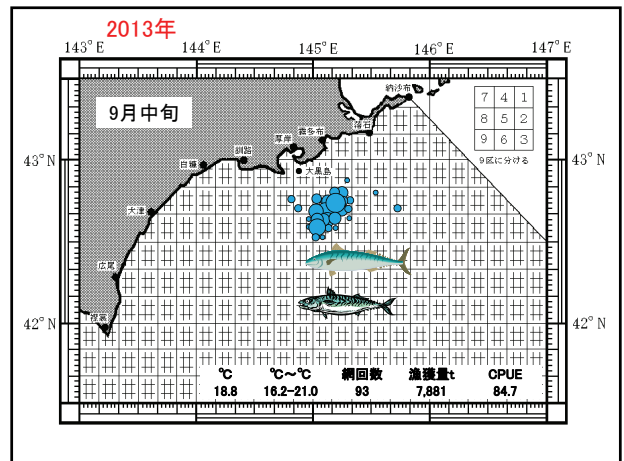 2013年
143°E 144°E 145°E 146°E 147°E
9月中旬
納沙布
落石
霧多布
厚岸
釧路
白糠
大黒島
大津
広尾
襟裳
7 4 1
8 5 2
9 6 3
9区に分ける
43°N 43°N
42°N 42°N
℃ ℃～℃ 網回数 漁獲量t CPUE
18.8 16.2-21.0 93 7,881 84.7